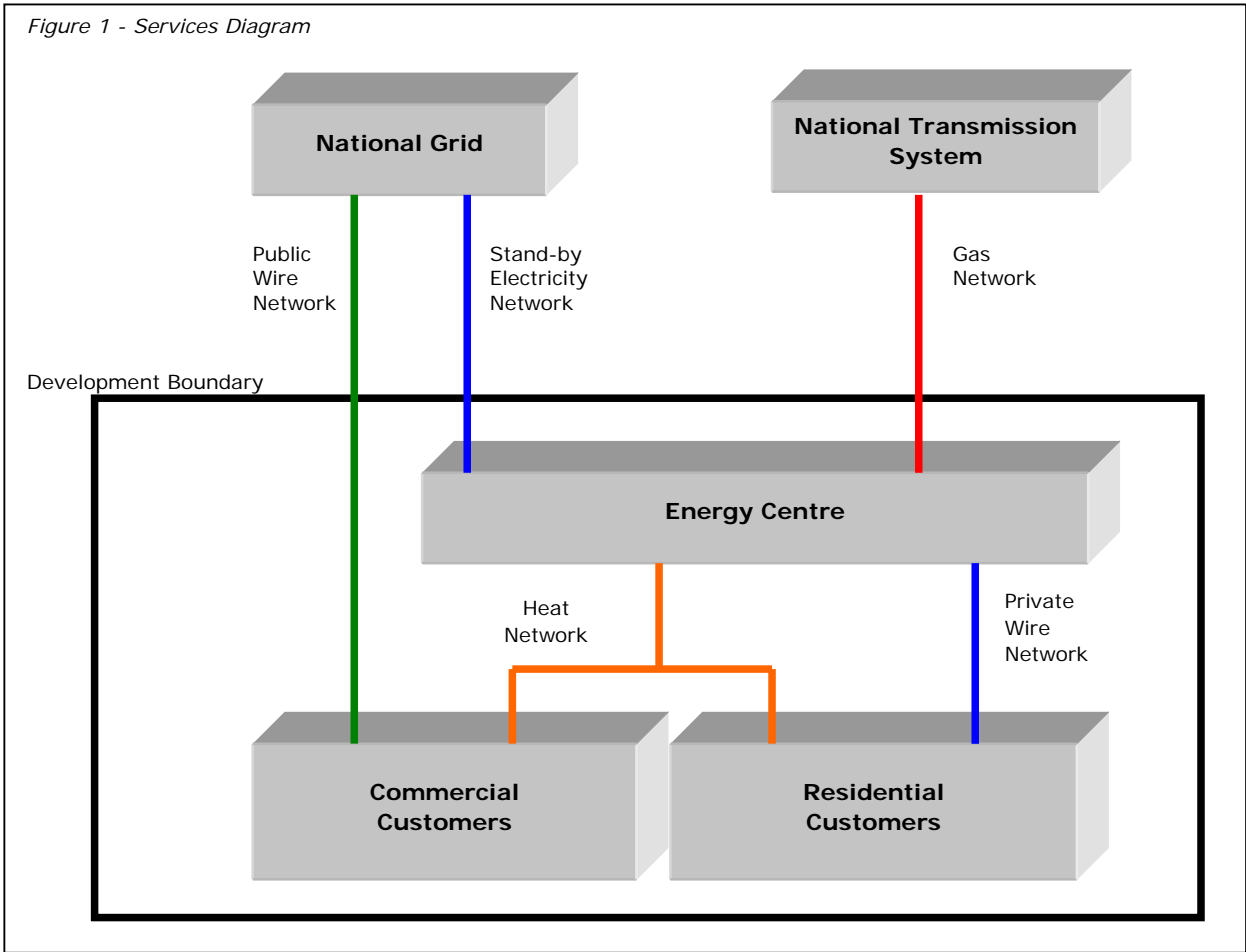 Figure 1 - Services Diagram
National Grid
National Transmission
System
Public
Wire
Network
Stand-by
Electricity
Network
Gas
Network
Development Boundary
Energy Centre
Heat
Network
Private
Wire
Network
Commercial
Customers
Residential
Customers